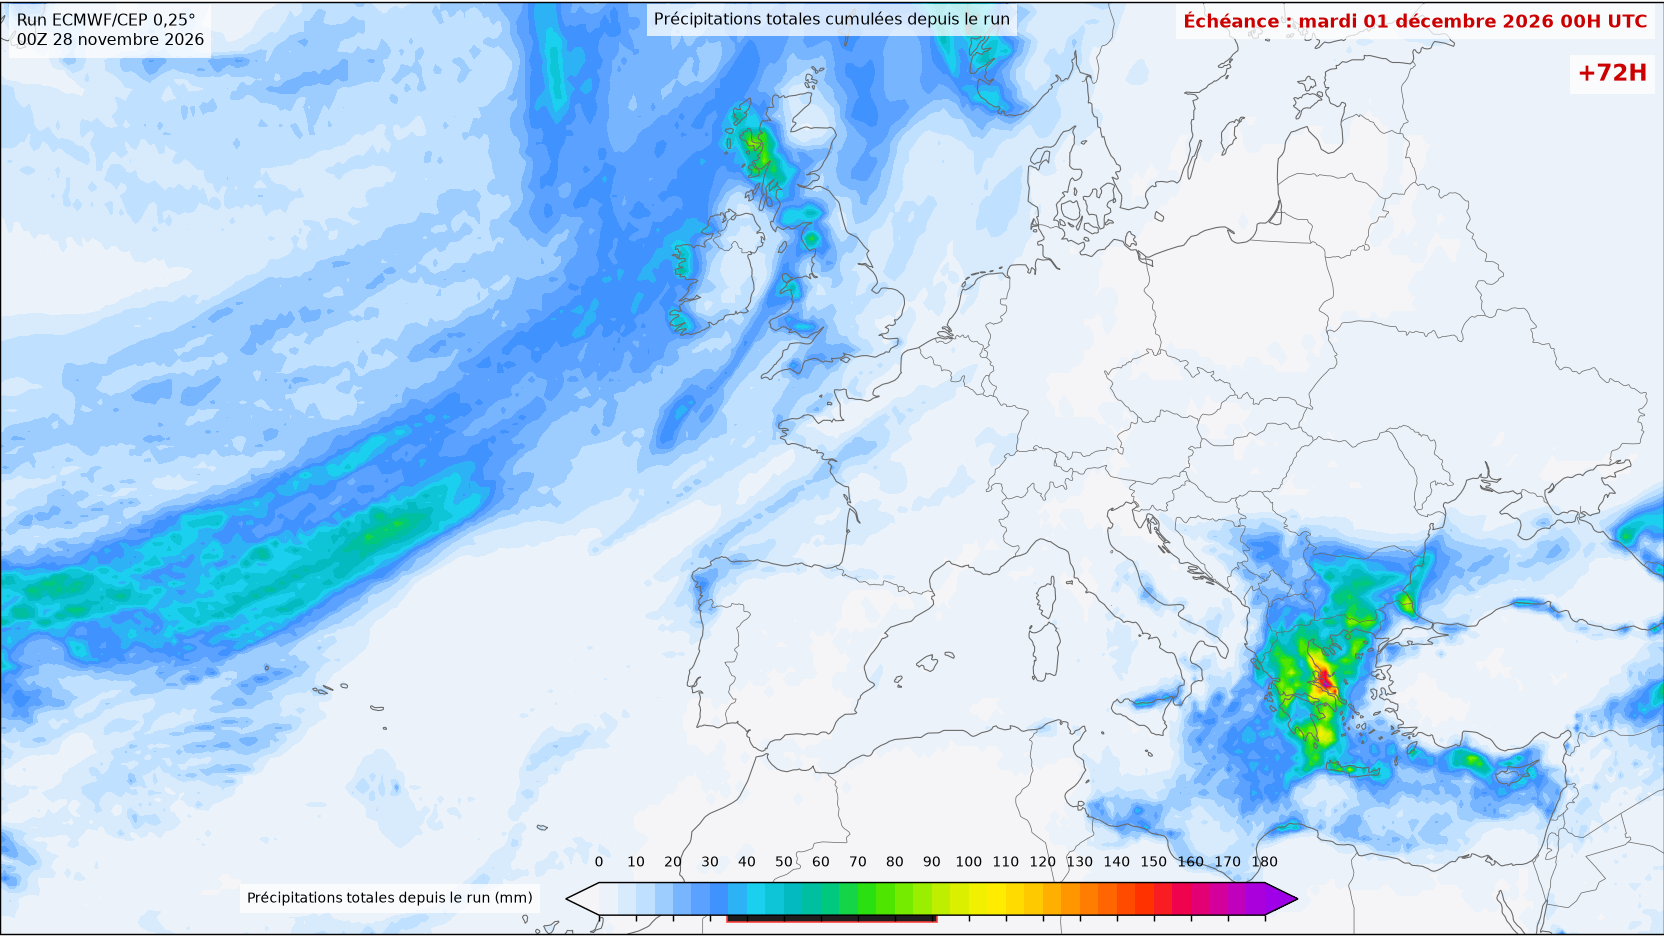 Run ECMWF/CEP 0,25°
00Z 28 novembre 2026
Précipitations totales cumulées depuis le run
Échéance : mardi 01 décembre 2026 00H UTC
+72H
0 10 20 30 40 50 60 70 80 90 100 110 120 130 140 150 160 170 180
Précipitations totales depuis le run (mm)